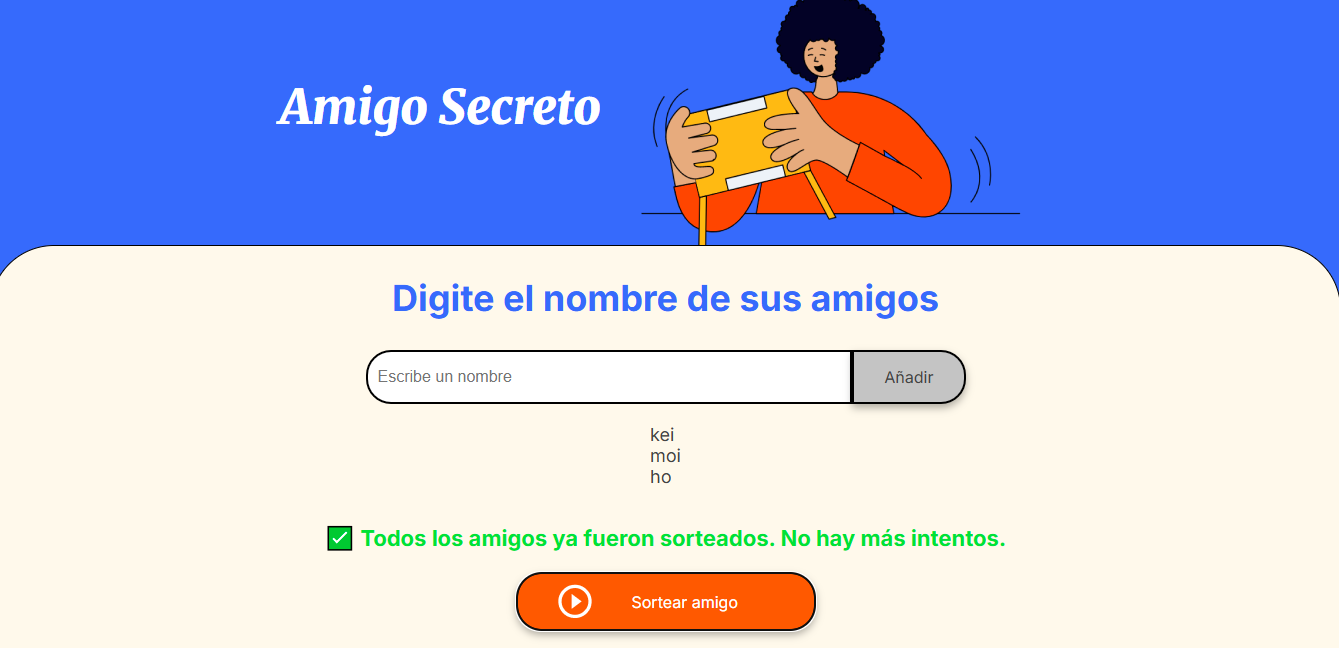 Amigo Secreto
Digite el nombre de sus amigos
Escribe un nombre
Añadir
kei
moi
ho
✅ Todos los amigos ya fueron sorteados. No hay más intentos.
Sortear amigo